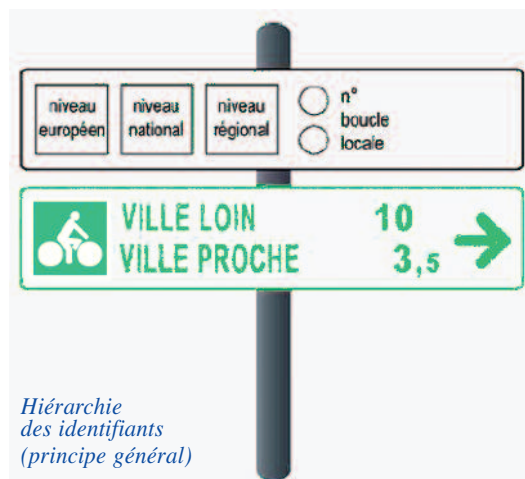 niveau
européen
niveau
national
niveau
régional
n°
boucle
locale
VILLE LOIN 10
VILLE PROCHE 3,5
Hiérarchie
des identifiants
(principe général)